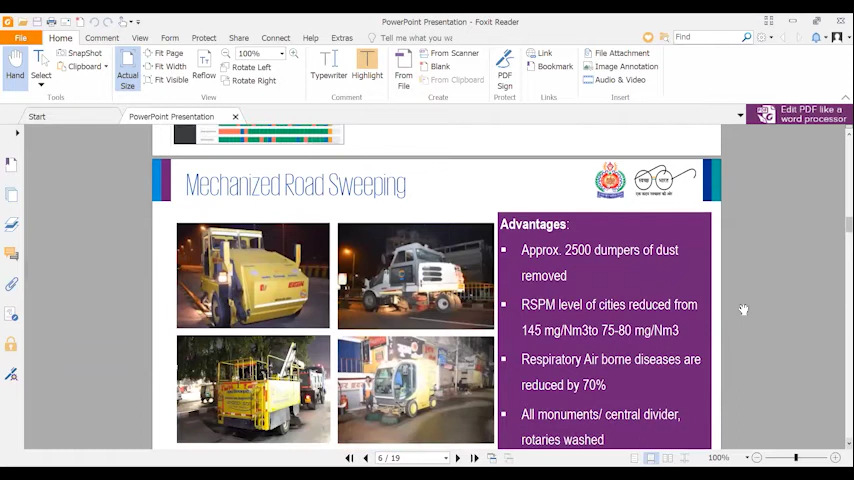 PowerPoint Presentation - Foxit Reader
File Home Comment View Form Protect Share Connect Help Extras Tell me what you want... Find
SnapShot Fit Page 100% From Scanner Link File Attachment
Clipboard Fit Width Rotate Left Blank Bookmark Image Annotation
Hand Select Actual Size Fit Visible Reflow Rotate Right Typewriter Highlight From File From Clipboard PDF Sign Audio & Video
Tools View Comment Create Protect Links Insert
Start PowerPoint Presentation
Edit PDF like a word processor
Mechanized Road Sweeping
Advantages:
Approx. 2500 dumpers of dust
removed
RSPM level of cities reduced from
145 mg/Nm3to 75-80 mg/Nm3
Respiratory Air borne diseases are
reduced by 70%
All monuments/ central divider,
rotaries washed
6 / 19 100%